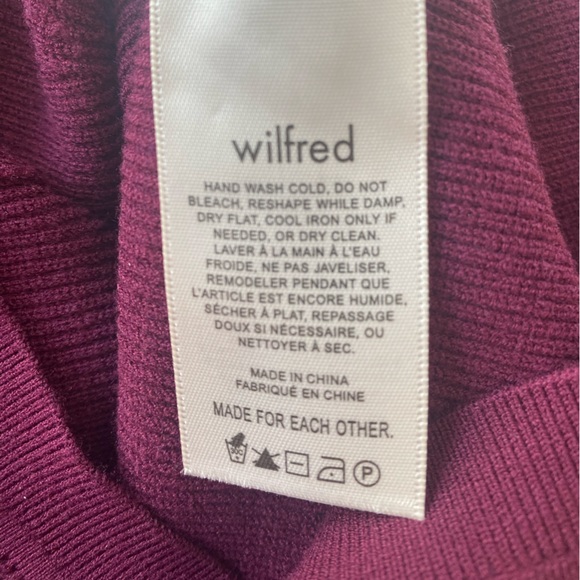 wilfred
HAND WASH COLD, DO NOT
BLEACH, RESHAPE WHILE DAMP,
DRY FLAT, COOL IRON ONLY IF
NEEDED, OR DRY CLEAN.
LAVER À LA MAIN À L'EAU
FROIDE, NE PAS JAVELISER,
REMODELER PENDANT QUE
L'ARTICLE EST ENCORE HUMIDE,
SÉCHER À PLAT, REPASSAGE
DOUX SI NÉCESSAIRE, OU
NETTOYER À SEC.
MADE IN CHINA
FABRIQUÉ EN CHINE
MADE FOR EACH OTHER.
30C P